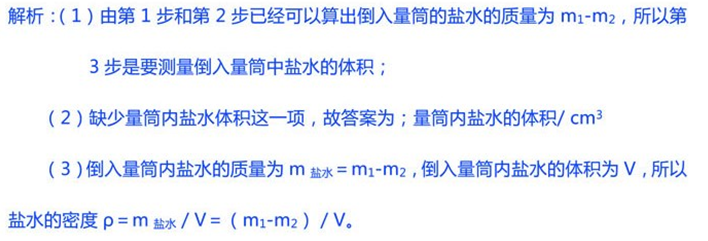 解析：（1）由第1步和第2步已经可以算出倒入量筒的盐水的质量为 m₁-m₂，所以第
3步是要测量倒入量筒中盐水的体积；
（2）缺少量筒内盐水体积这一项，故答案为；量筒内盐水的体积/ cm³
（3）倒入量筒内盐水的质量为 m 盐水 = m₁-m₂，倒入量筒内盐水的体积为 V，所以
盐水的密度 ρ = m 盐水 / V =（m₁-m₂）/ V。